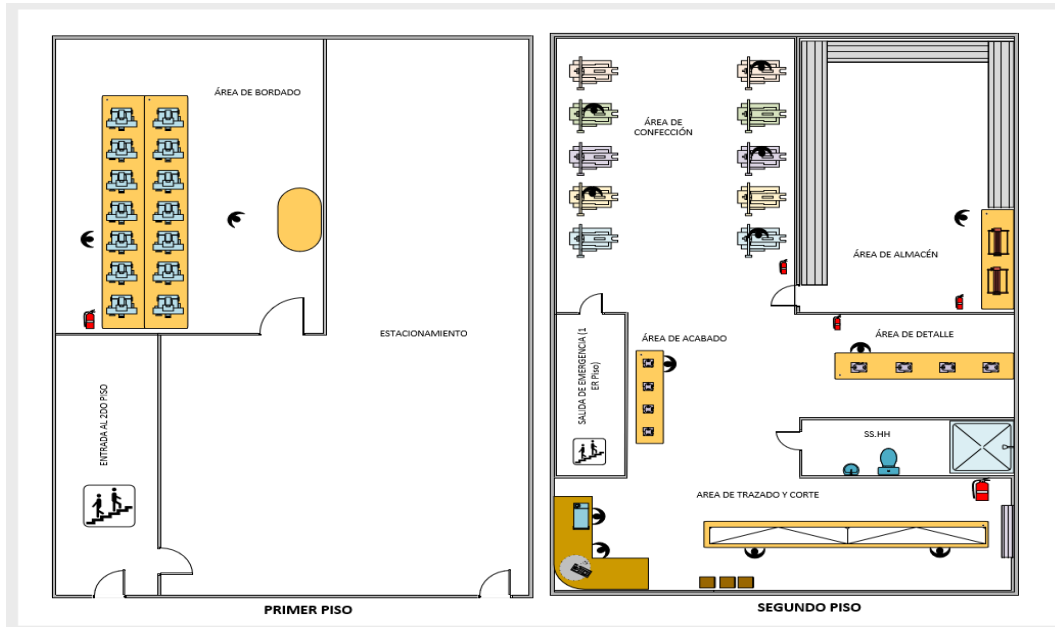 ÁREA DE BORDADO
ESTACIONAMIENTO
ENTRADA AL 2DO PISO
PRIMER PISO
ÁREA DE
CONFECCIÓN
ÁREA DE ALMACÉN
SALIDA DE EMERGENCIA (1
ER Piso)
ÁREA DE ACABADO
ÁREA DE DETALLE
SS.HH
AREA DE TRAZADO Y CORTE
SEGUNDO PISO